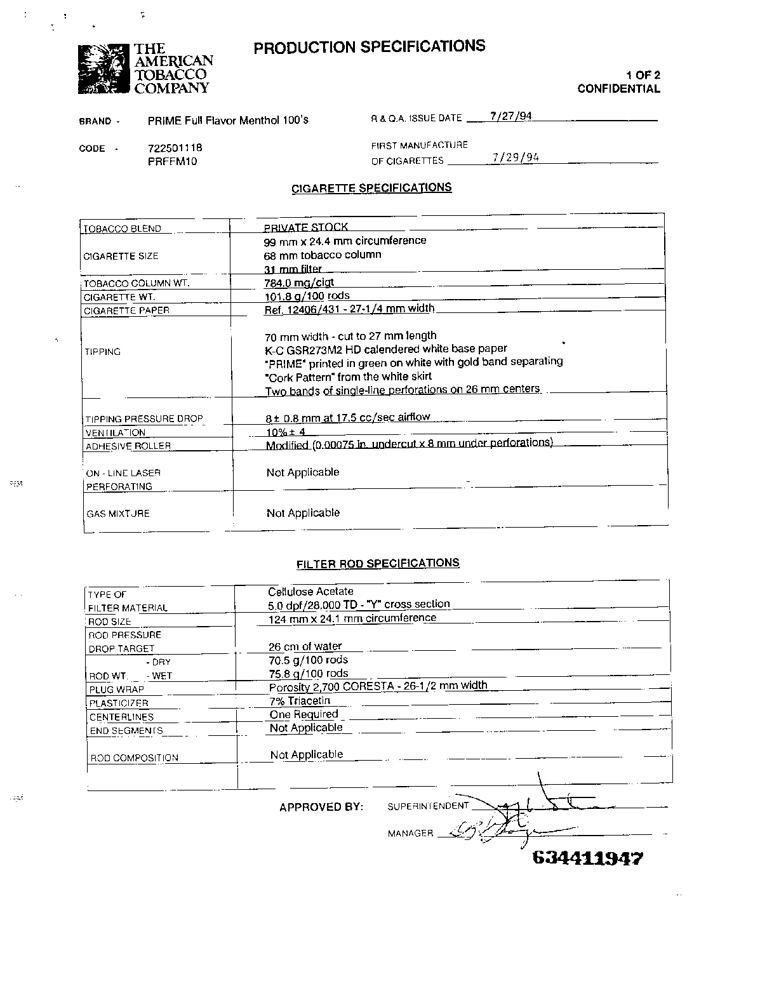 THE
AMERICAN
TOBACCO
COMPANY
PRODUCTION SPECIFICATIONS
1 OF 2
CONFIDENTIAL
BRAND - PRIME Full Flavor Menthol 100's
R & Q.A. ISSUE DATE 7/27/94
CODE - 722501118
PRFFM10
FIRST MANUFACTURE
OF CIGARETTES 7/29/94
CIGARETTE SPECIFICATIONS
TOBACCO BLEND PRIVATE STOCK
99 mm x 24.4 mm circumference
CIGARETTE SIZE 68 mm tobacco column
31 mm filter
TOBACCO COLUMN WT. 784.0 mg/cigt
CIGARETTE WT. 101.8 g/100 rods
CIGARETTE PAPER Ref. 12406/431 - 27-1/4 mm width
70 mm width - cut to 27 mm length
TIPPING K-C GSR273M2 HD calendered white base paper
"PRIME" printed in green on white with gold band separating
"Cork Pattern" from the white skirt
Two bands of single-line perforations on 26 mm centers
TIPPING PRESSURE DROP 8 ± 0.8 mm at 17.5 cc/sec airflow
VENTILATION 10% ± 4
ADHESIVE ROLLER Modified (0.00075 in. undercut x 8 mm under perforations)
ON - LINE LASER Not Applicable
PERFORATING
GAS MIXTURE Not Applicable
FILTER ROD SPECIFICATIONS
TYPE OF Cellulose Acetate
FILTER MATERIAL 5.0 dpf/28,000 TD - "Y" cross section
ROD SIZE 124 mm x 24.1 mm circumference
ROD PRESSURE
DROP TARGET 26 cm of water
- DRY 70.5 g/100 rods
ROD WT. - WET 75.8 g/100 rods
PLUG WRAP Porosity 2,700 CORESTA - 26-1/2 mm width
PLASTICIZER 7% Triacetin
CENTERLINES One Required
END SEGMENTS Not Applicable
ROD COMPOSITION Not Applicable
APPROVED BY: SUPERINTENDENT
MANAGER
634411947